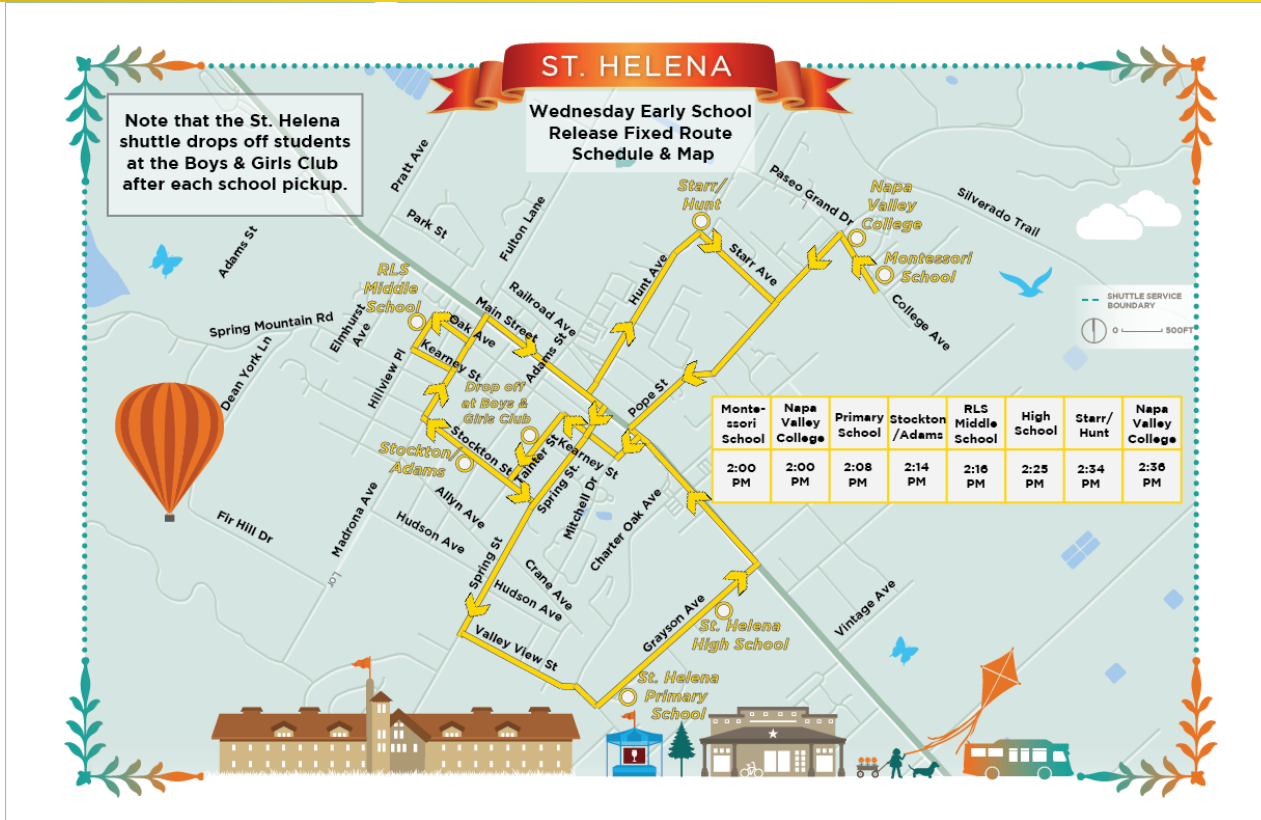 ST. HELENA
Wednesday Early School
Release Fixed Route
Schedule & Map
Note that the St. Helena
shuttle drops off students
at the Boys & Girls Club
after each school pickup.
Pratt Ave
Park St
Fulton Lane
Adams St
Starr/
Hunt
Paseo Grand Dr
Napa
Valley
College
Silverado Trail
Montessori
School
RLS
Middle
School
Hunt Ave
Starr Ave
Railroad Ave
Main Street
Oak Ave
Adams St
College Ave
SHUTTLE SERVICE
BOUNDARY
0
500FT
Spring Mountain Rd
Elmhurst
Ave
Dean York Ln
Hillview Pl
Kearney St
Drop off
at Boys &
Girls Club
Pope St
Stockton/
Adams
Stockton St
Tainter St
Kearney St
Spring St.
Mitchell Dr
Monte-
ssori
School
Napa
Valley
College
Primary
School
Stockton
/Adams
RLS
Middle
School
High
School
Starr/
Hunt
Napa
Valley
College
2:00
PM
2:00
PM
2:08
PM
2:14
PM
2:16
PM
2:25
PM
2:34
PM
2:36
PM
Allyn Ave
Hudson Ave
Madrona Ave
Fir Hill Dr
Lor
Charter Oak Ave
Spring St
Crane Ave
Hudson Ave
Valley View St
Grayson Ave
St. Helena
High School
Vintage Ave
St. Helena
Primary
School